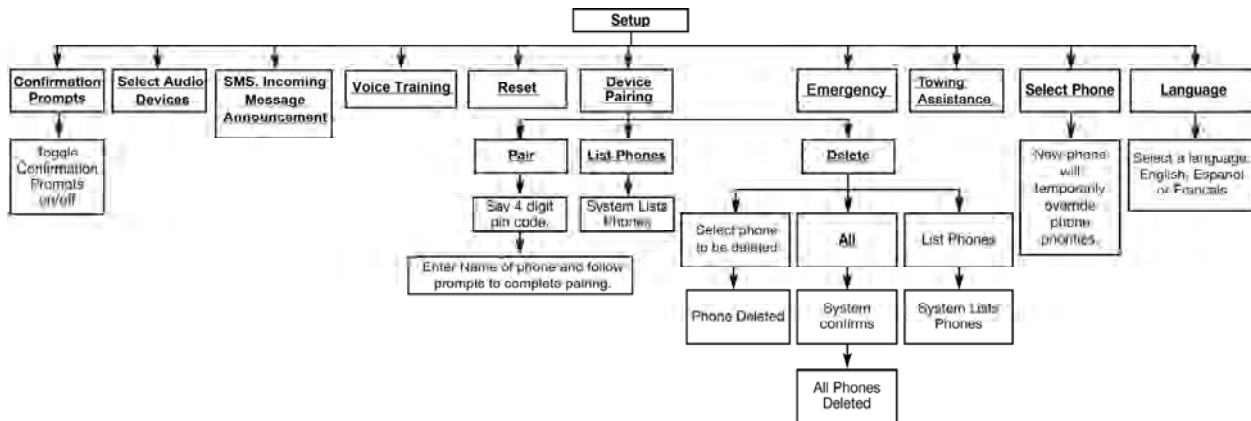 Setup
Confirmation
Prompts
Select Audio
Devices
SMS. Incoming
Message
Announcement
Voice Training
Reset
Device
Pairing
Emergency
Towing
Assistance
Select Phone
Language
Toggle
Confirmation
Prompts
on/off
Pair
List Phones
Delete
New phone
will
temporarily
override
phone
priorities.
Select a language:
English, Espanol
or Francais
Say 4 digit
pin code.
System Lists
Phones
Select phone
to be deleted
All
List Phones
Enter Name of phone and follow
prompts to complete pairing.
Phone Deleted
System
confirms
System Lists
Phones
All Phones
Deleted